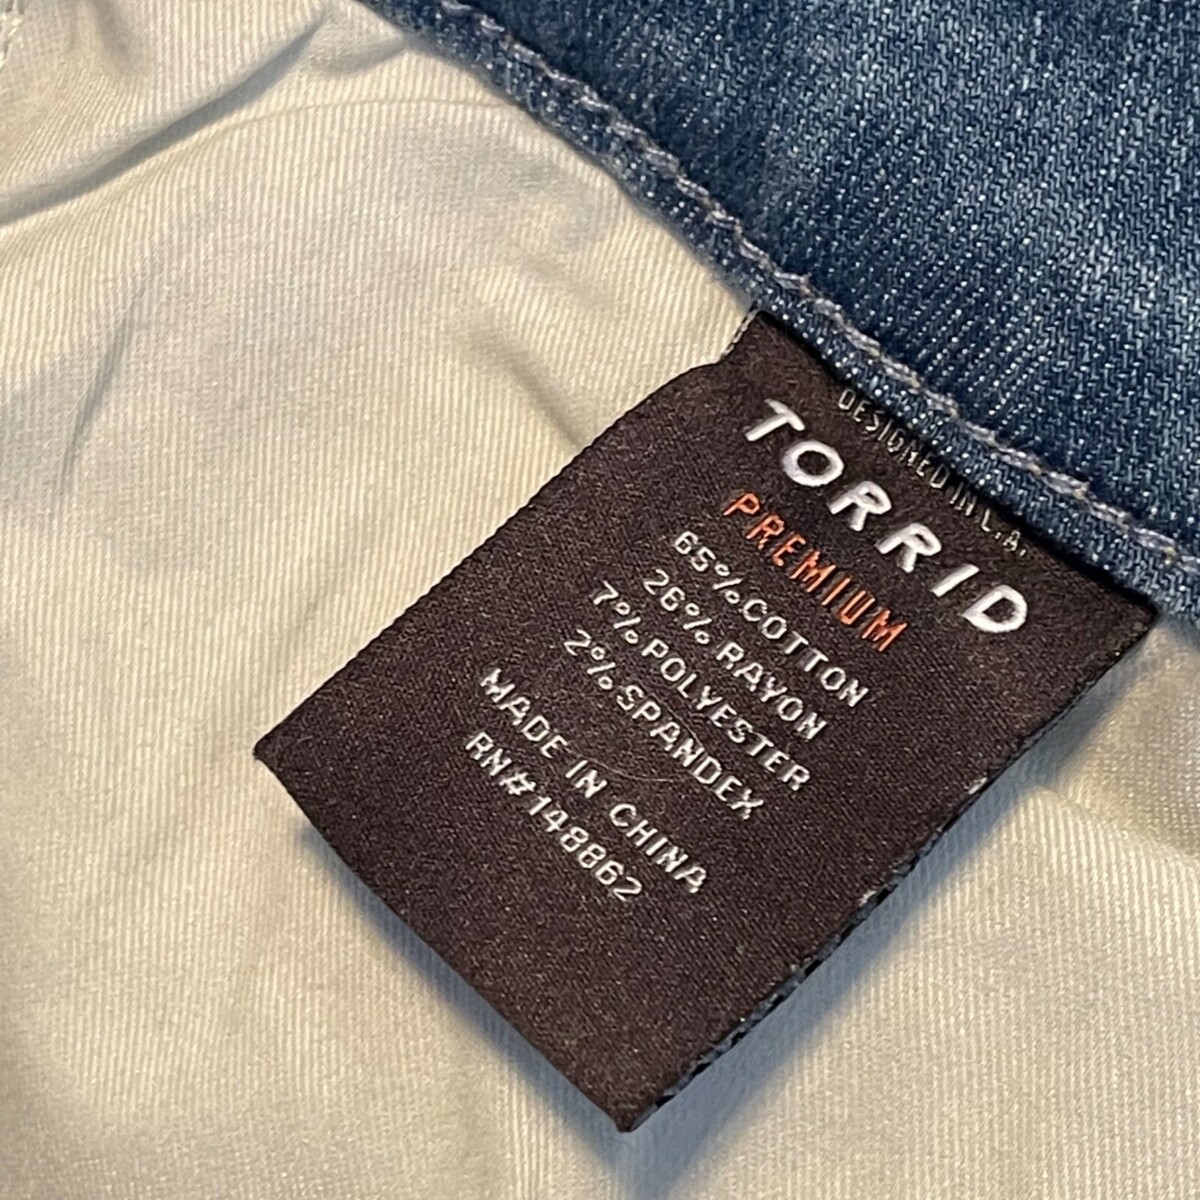 DESIGNED IN L.A.
TORRID
PREMIUM
65% COTTON
26% RAYON
7% POLYESTER
2% SPANDEX
MADE IN CHINA
RN#148862